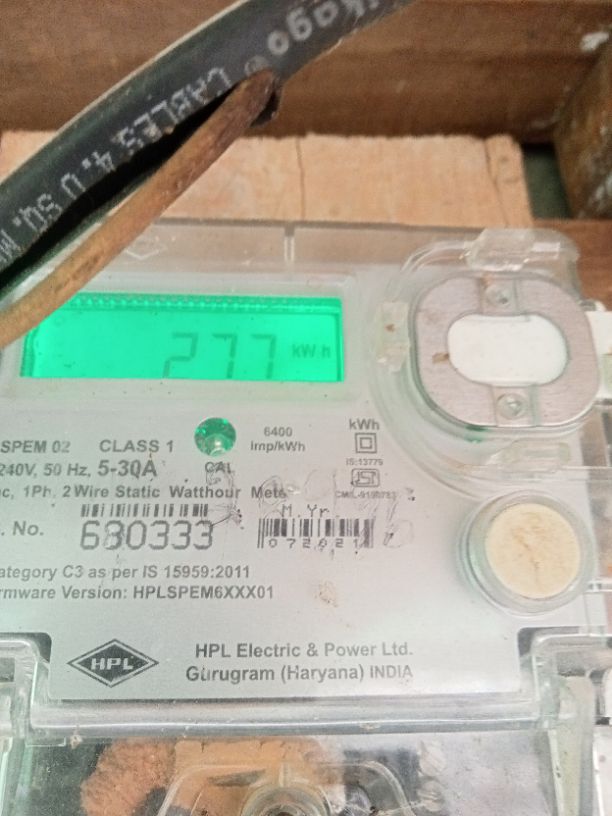 CABLES 4.0 SQ.
277 kWh
SPEM 02 CLASS 1
240V, 50 Hz, 5-30A
CAL
6400
imp/kWh
kWh
IS:13779
ac, 1Ph, 2 Wire Static Watthour Mete
. No.
680333
M.Yr
072021
ategory C3 as per IS 15959:2011
rmware Version: HPLSPEM6XXX01
HPL
HPL Electric & Power Ltd.
Gurugram (Haryana) INDIA